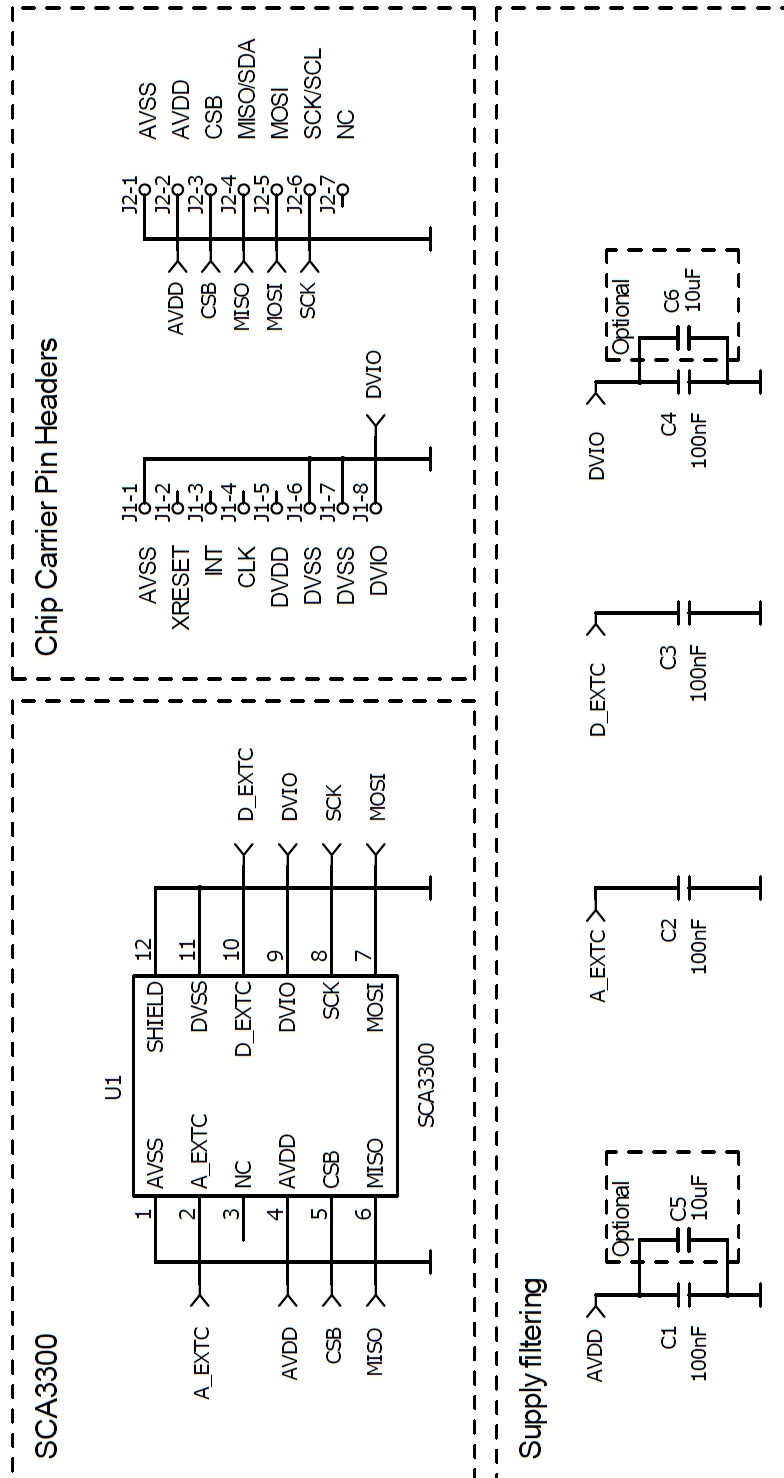 SCA3300
U1
1
AVSS
2
A_EXTC
3
NC
4
AVDD
5
CSB
6
MISO
SHIELD
12
DVSS
11
D_EXTC
10
DVIO
9
SCK
8
MOSI
7
SCA3300
A_EXTC
AVDD
CSB
MISO
D_EXTC
DVIO
SCK
MOSI
Chip Carrier Pin Headers
AVSS
J1-1
XRESET
J1-2
INT
J1-3
CLK
J1-4
DVDD
J1-5
DVSS
J1-6
DVSS
J1-7
DVIO
J1-8
DVIO
AVDD
CSB
MISO
MOSI
SCK
J2-1
AVSS
J2-2
AVDD
J2-3
CSB
J2-4
MISO/SDA
J2-5
MOSI
J2-6
SCK/SCL
J2-7
NC
Supply filtering
AVDD
C1
100nF
Optional
C5
10uF
A_EXTC
C2
100nF
D_EXTC
C3
100nF
DVIO
C4
100nF
Optional
C6
10uF